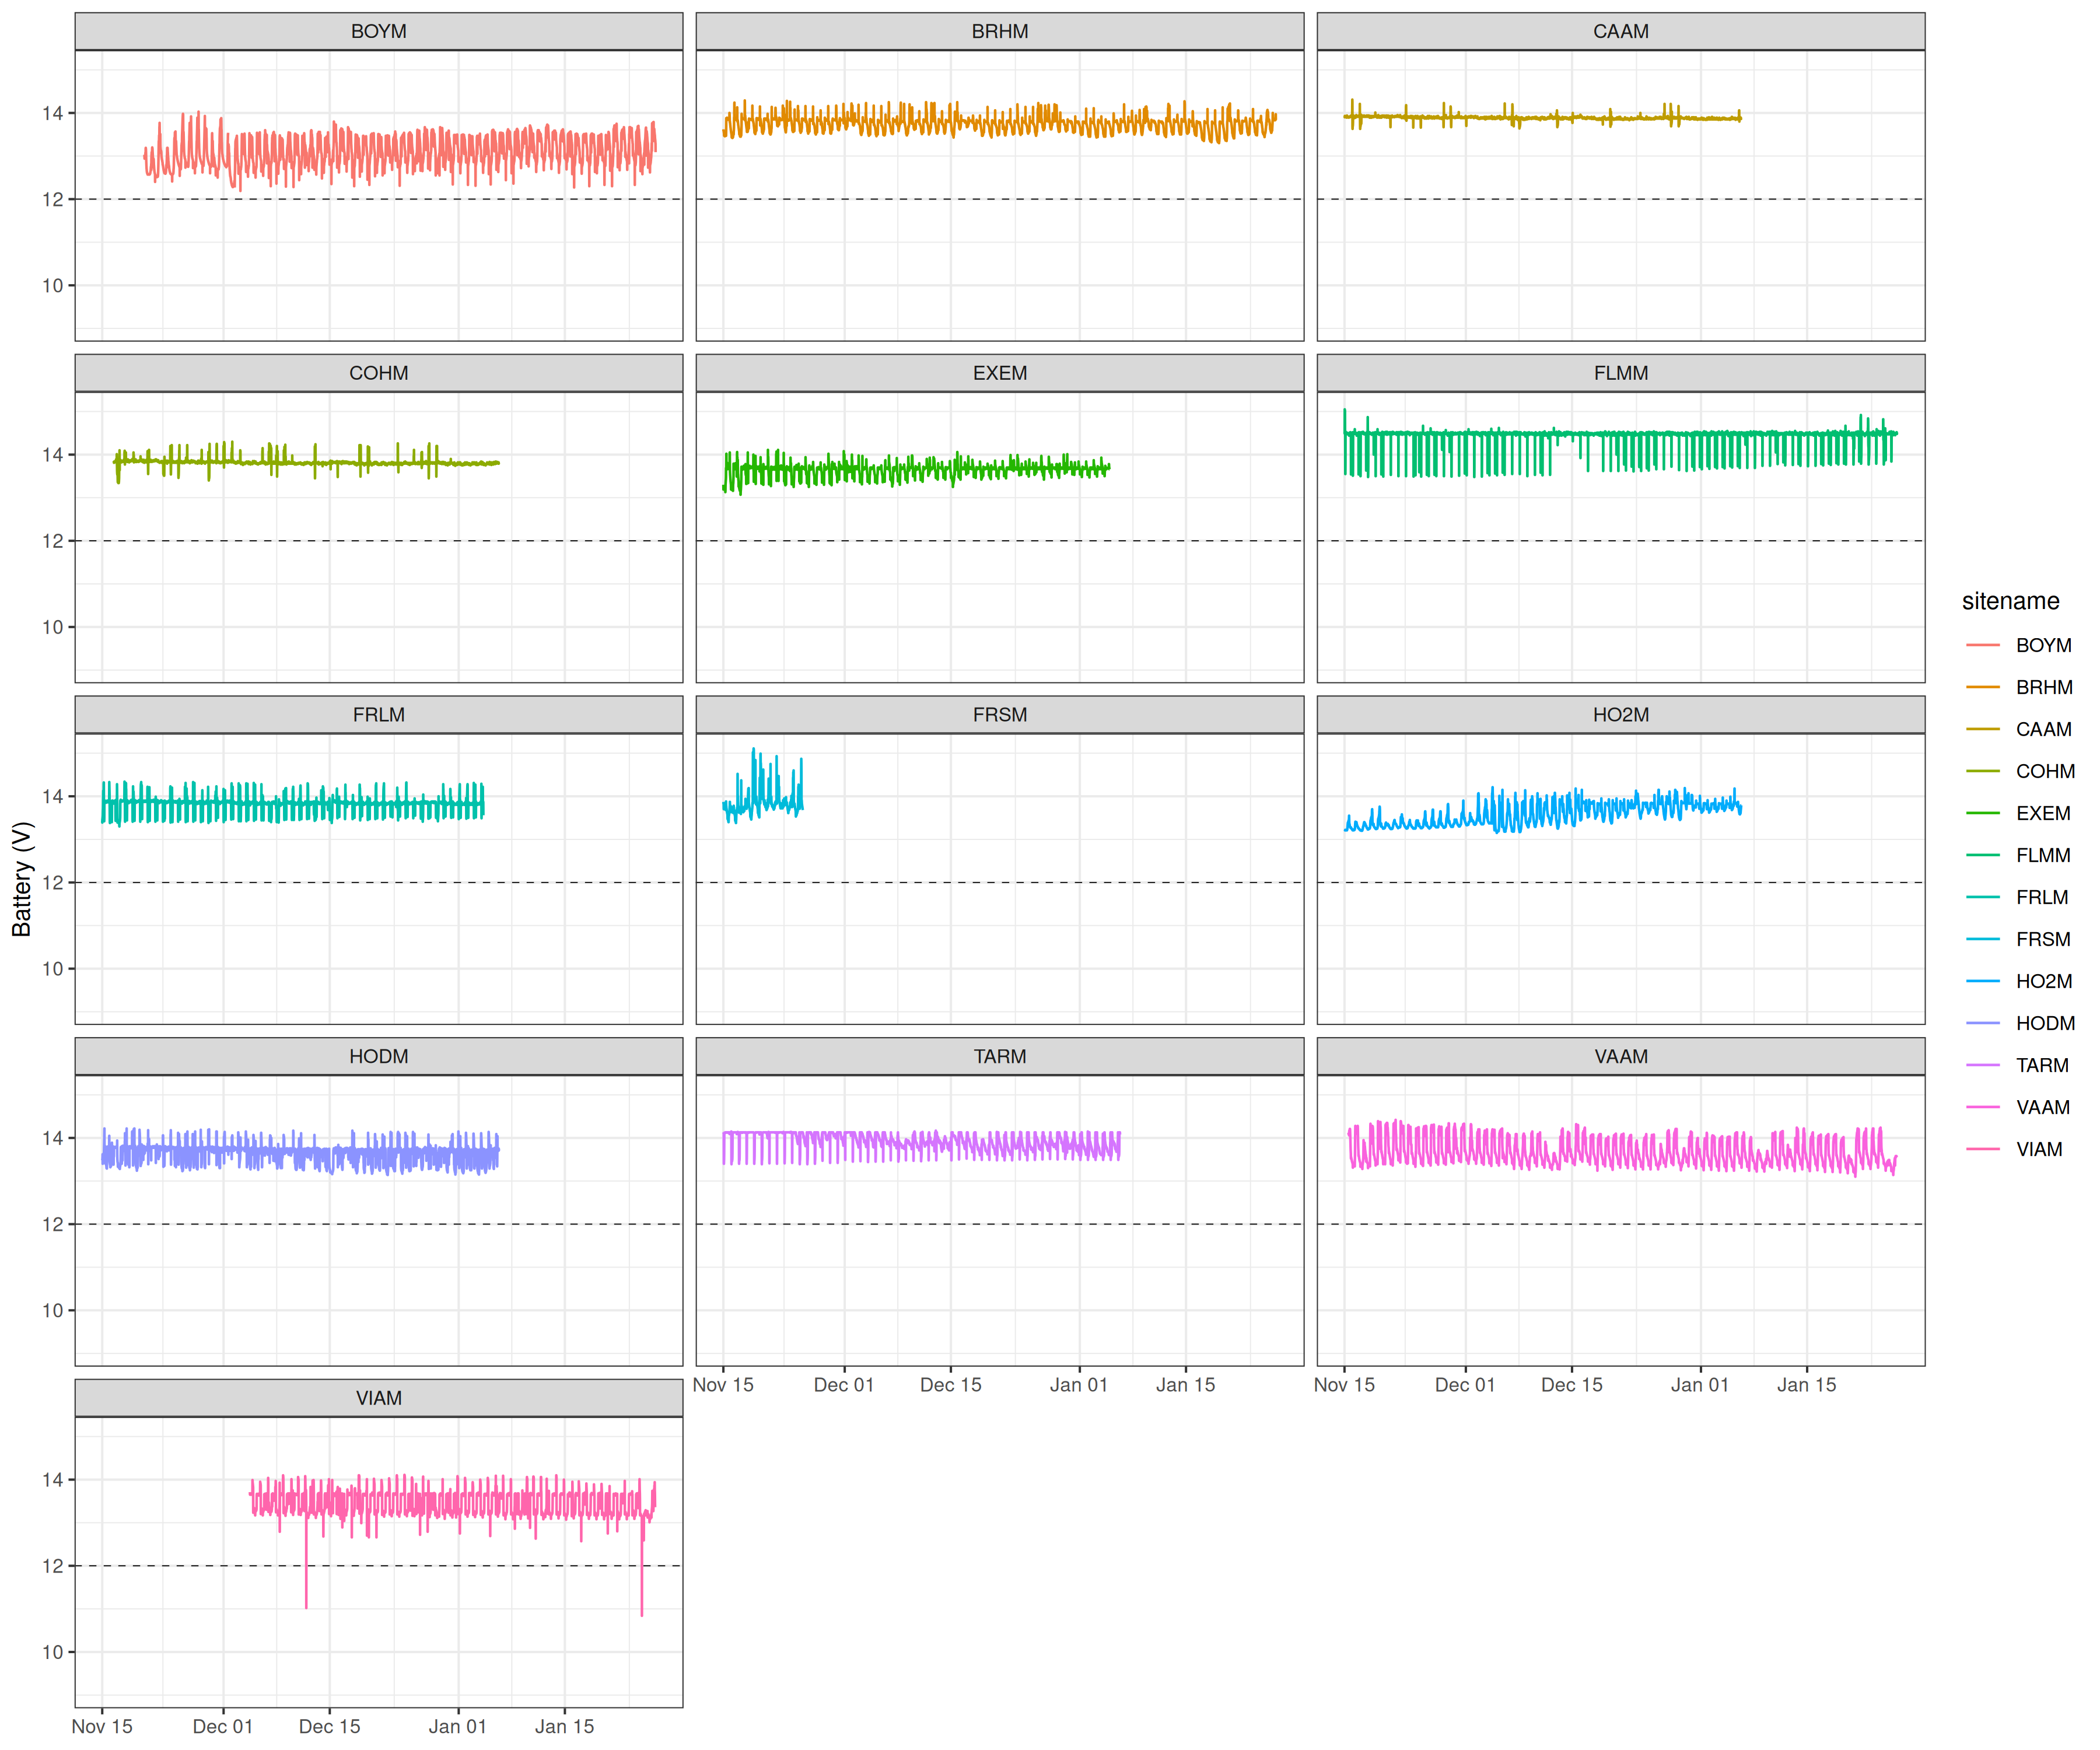 BOYM
BRHM
CAAM
14
12
10
COHM
EXEM
FLMM
14
12
10
FRLM
FRSM
HO2M
14
12
10
HODM
TARM
VAAM
14
12
10
Nov 15
Dec 01
Dec 15
Jan 01
Jan 15
Nov 15
Dec 01
Dec 15
Jan 01
Jan 15
VIAM
14
12
10
Nov 15
Dec 01
Dec 15
Jan 01
Jan 15
Battery (V)
sitename
BOYM
BRHM
CAAM
COHM
EXEM
FLMM
FRLM
FRSM
HO2M
HODM
TARM
VAAM
VIAM